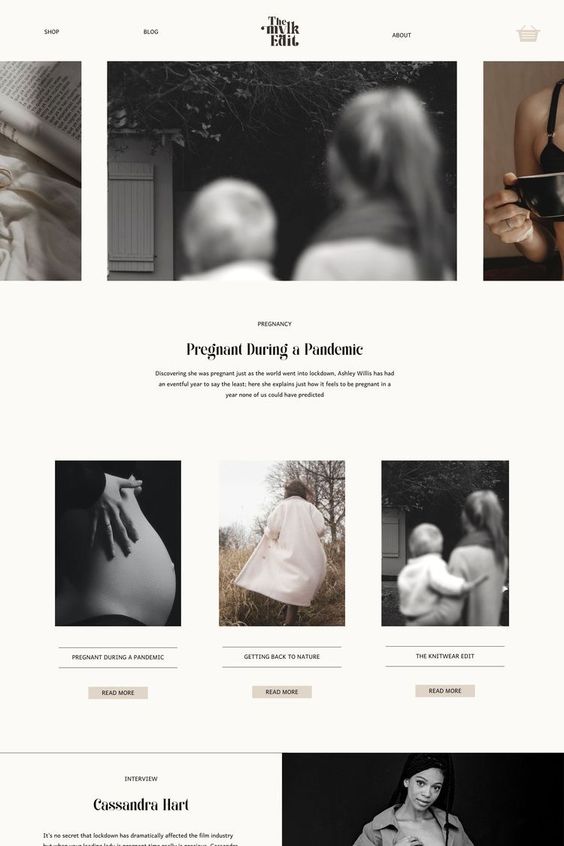 SHOP
BLOG
The
mylk
Edit
ABOUT
PREGNANCY
Pregnant During a Pandemic
Discovering she was pregnant just as the world went into lockdown, Ashley Willis has had
an eventful year to say the least; here she explains just how it feels to be pregnant in a
year none of us could have predicted
PREGNANT DURING A PANDEMIC
GETTING BACK TO NATURE
THE KNITWEAR EDIT
READ MORE
READ MORE
READ MORE
INTERVIEW
Cassandra Hart
It's no secret that lockdown has dramatically affected the film industry